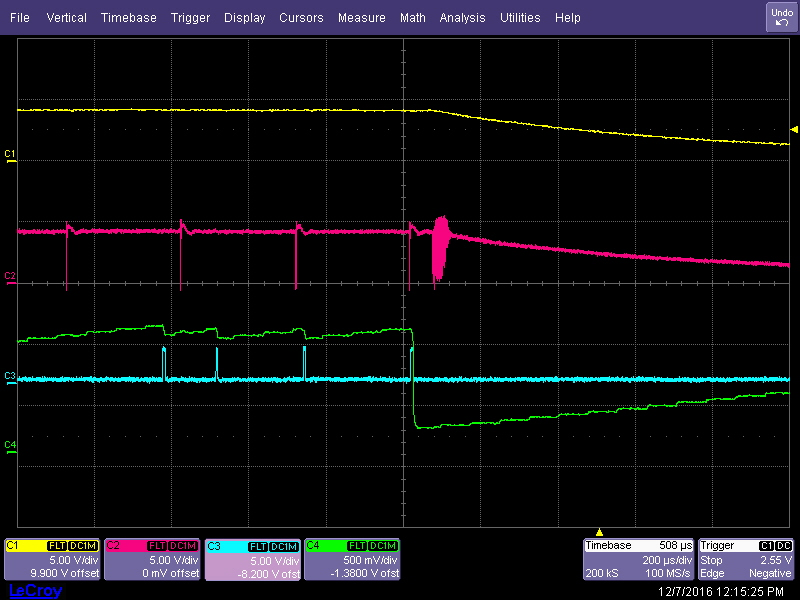 File Vertical Timebase Trigger Display Cursors Measure Math Analysis Utilities Help Undo
C1
C2
C3
C4
C1 FLT DC1M C2 FLT DC1M C3 FLT DC1M C4 FLT DC1M Timebase 508 µs Trigger C1 DC
5.00 V/div 5.00 V/div 5.00 V/div 500 mV/div 200 µs/div Stop 2.55 V
9.900 V offset 0 mV offset -8.200 V ofst -1.3800 V ofst 200 kS 100 MS/s Edge Negative
LeCroy 12/7/2016 12:15:25 PM